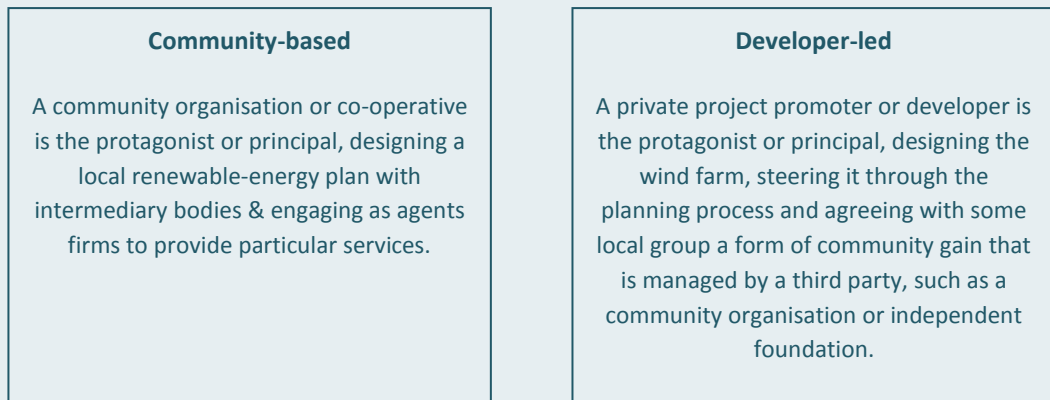 Community-based
A community organisation or co-operative
is the protagonist or principal, designing a
local renewable-energy plan with
intermediary bodies & engaging as agents
firms to provide particular services.
Developer-led
A private project promoter or developer is
the protagonist or principal, designing the
wind farm, steering it through the
planning process and agreeing with some
local group a form of community gain that
is managed by a third party, such as a
community organisation or independent
foundation.